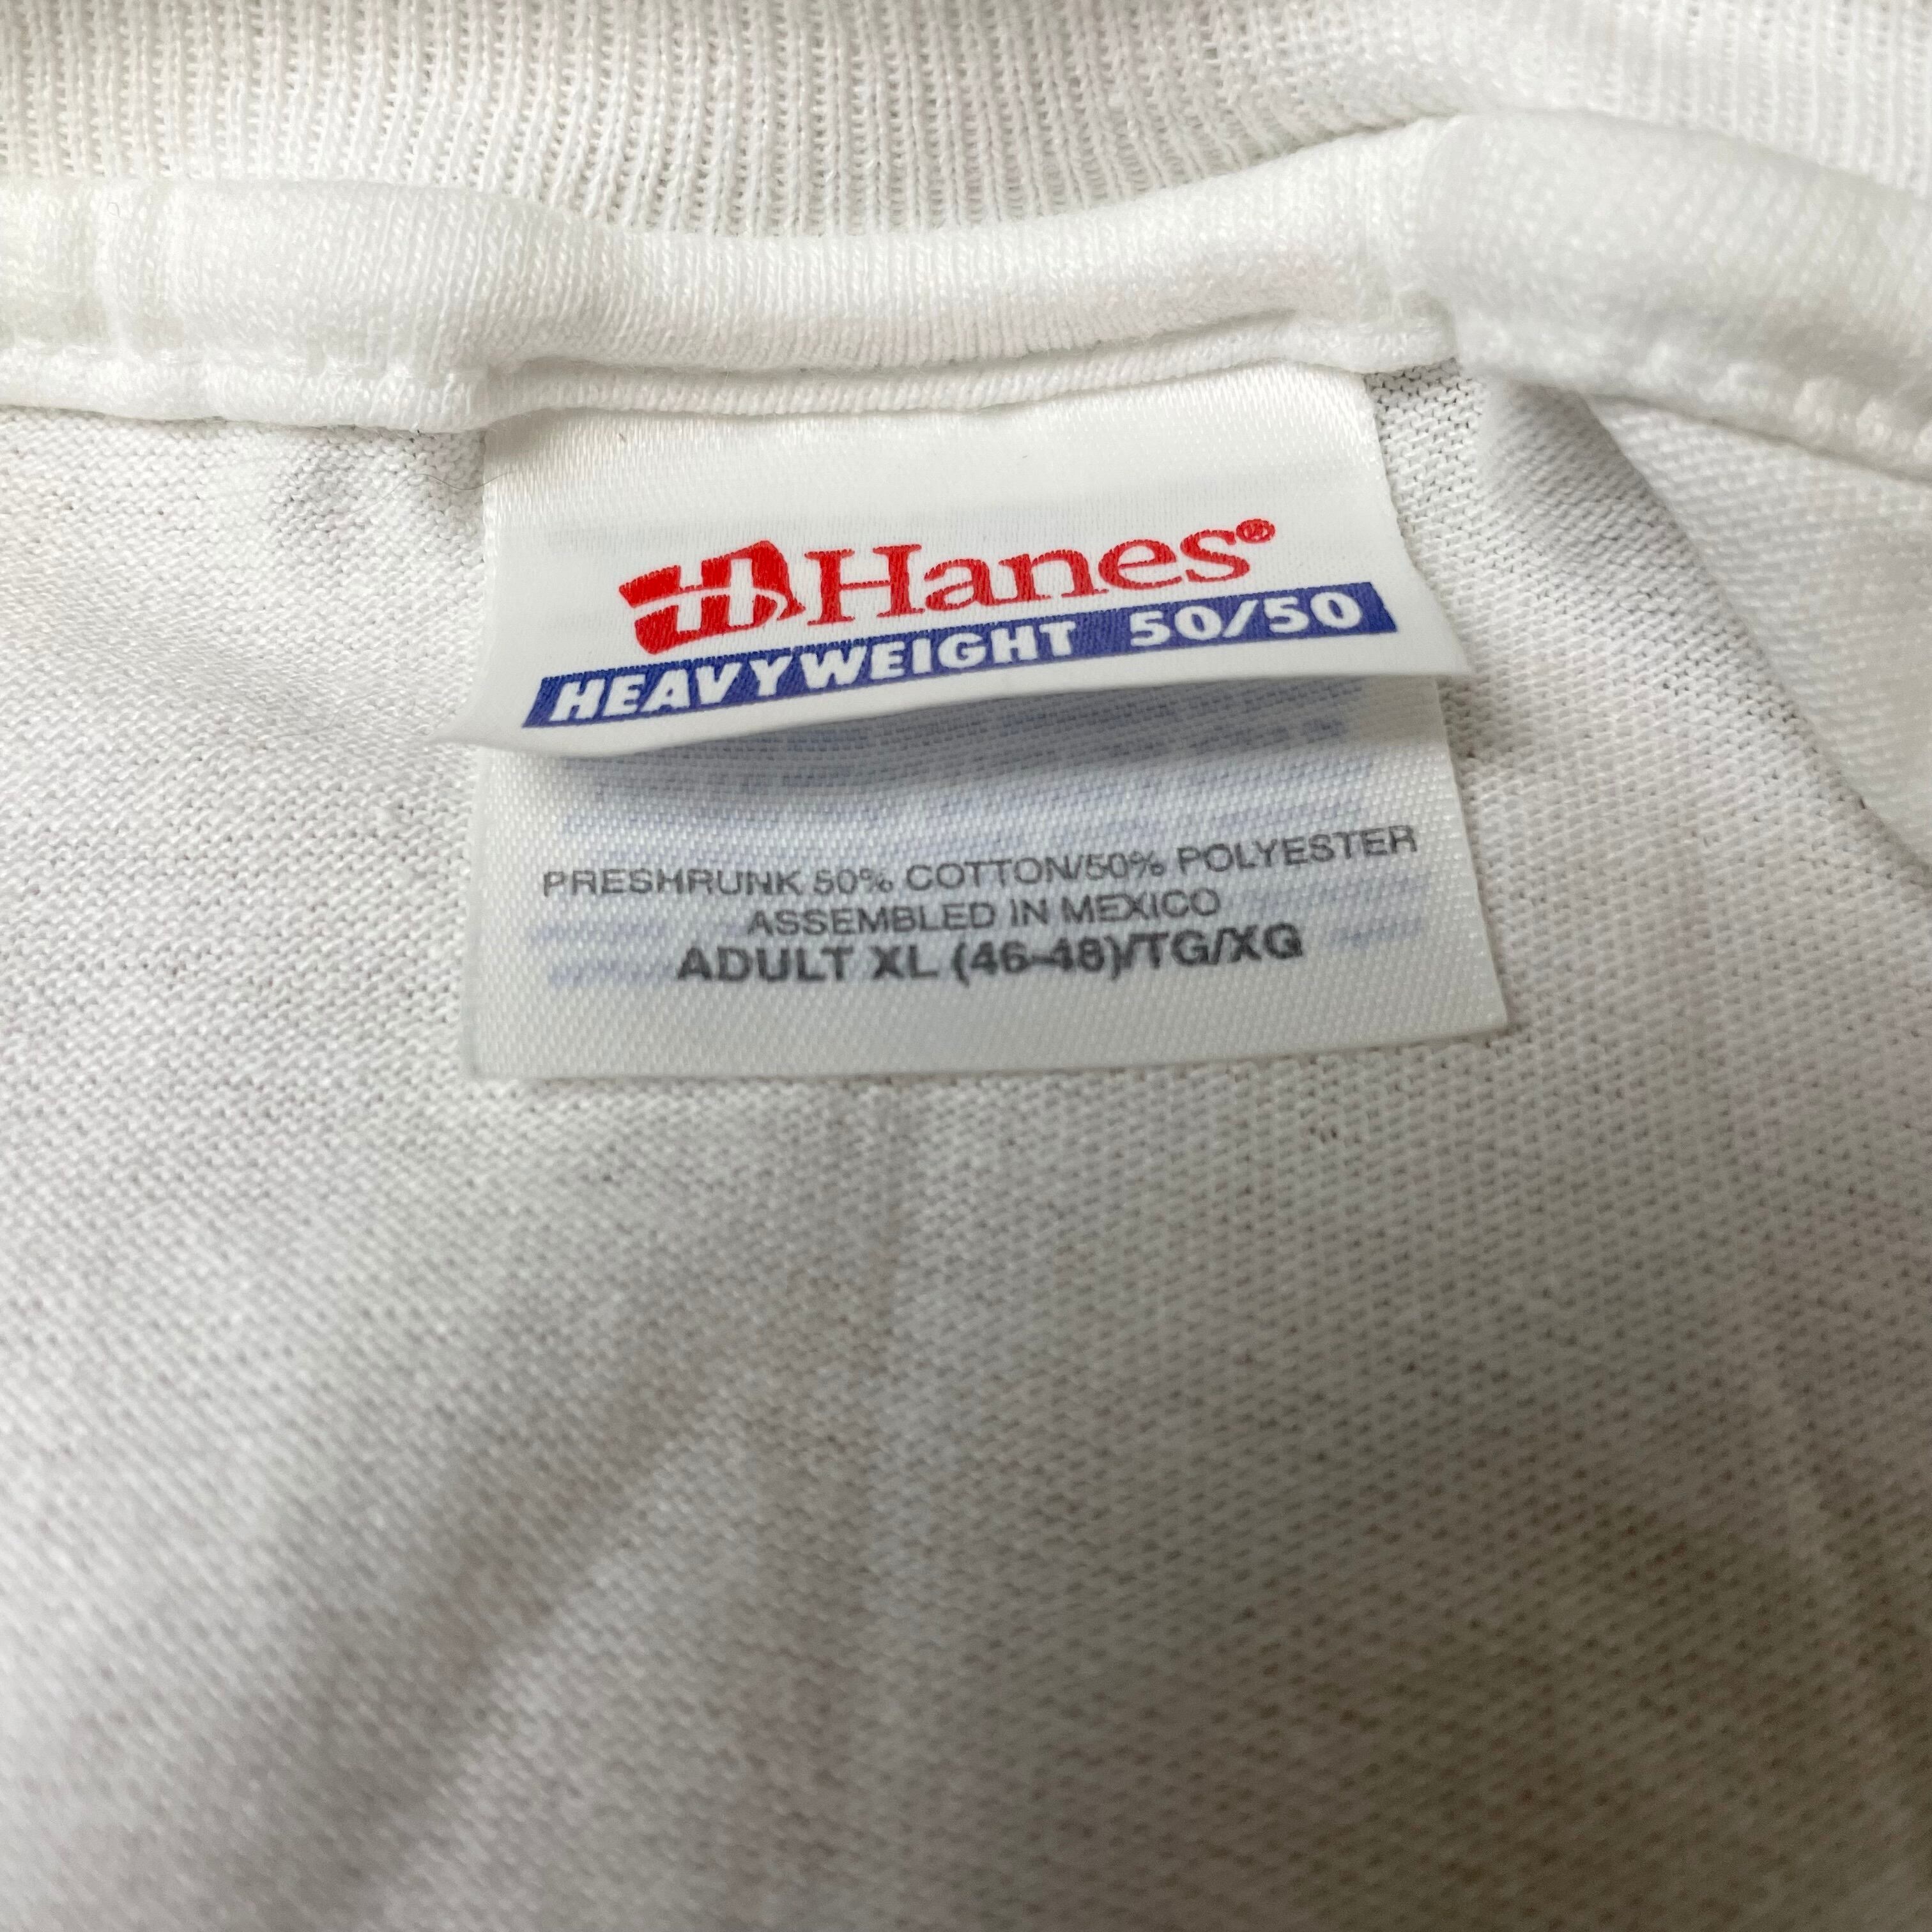 Hanes®
HEAVYWEIGHT 50/50
PRESHRUNK 50% COTTON/50% POLYESTER
ASSEMBLED IN MEXICO
ADULT XL (46-48)/TG/XG